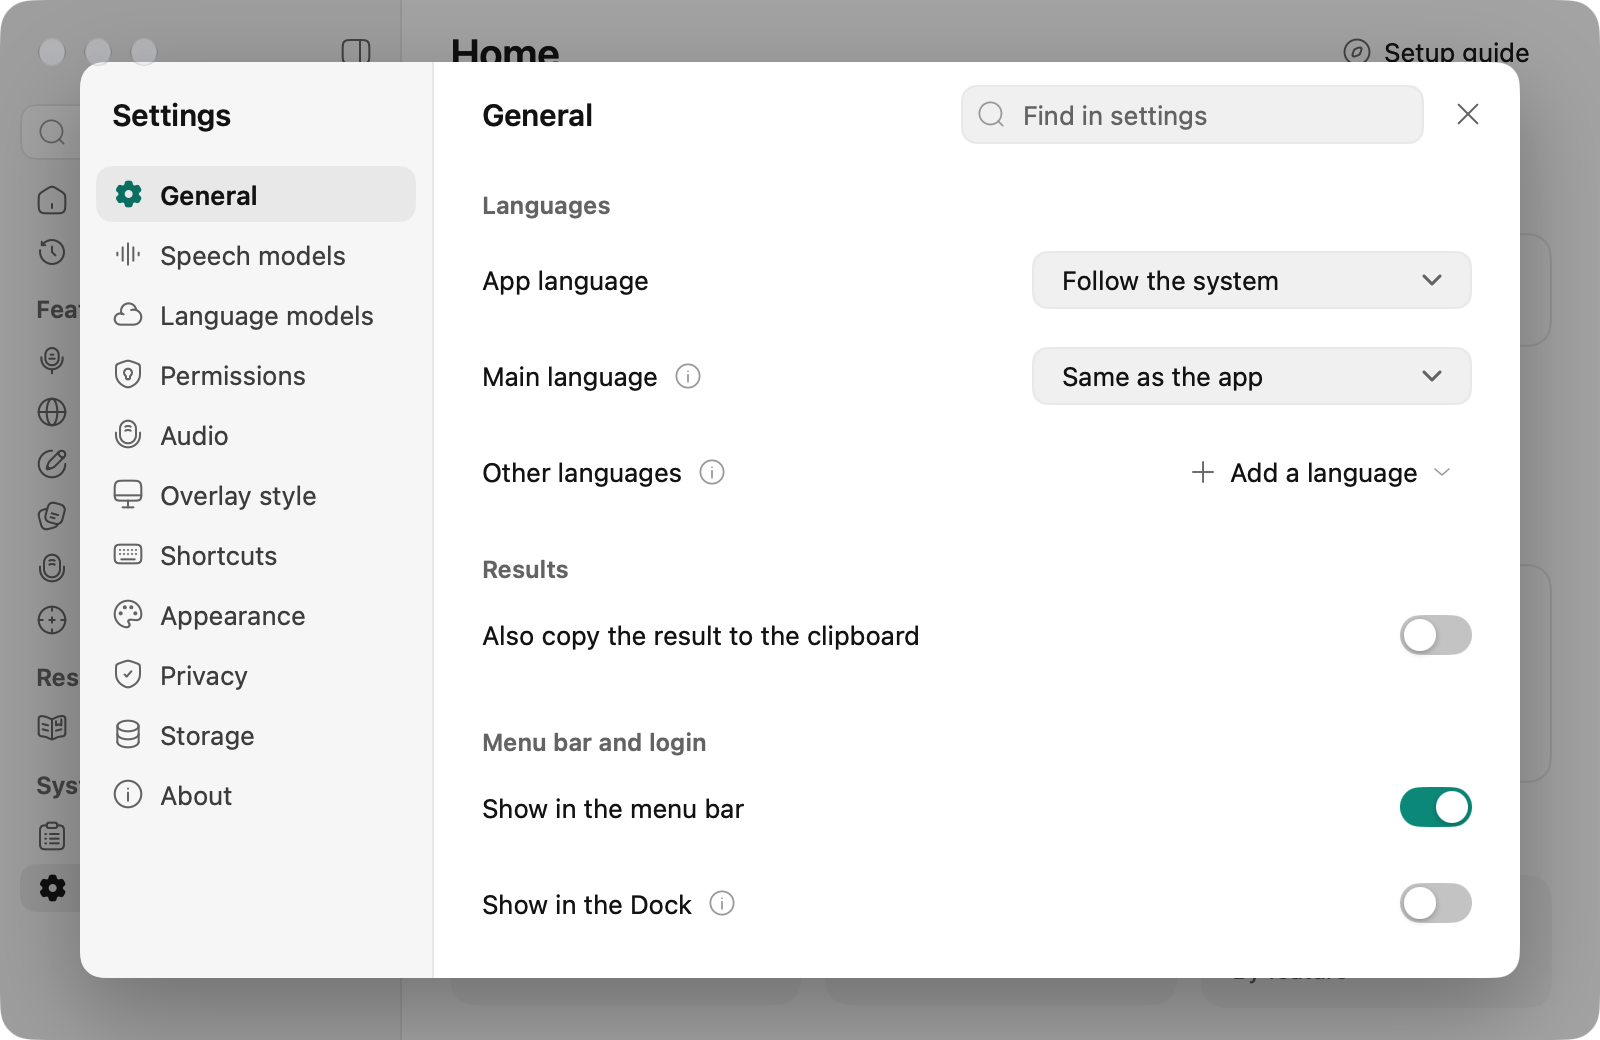 Home
Setup guide
Settings
General
Find in settings
General
Speech models
Language models
Permissions
Audio
Overlay style
Shortcuts
Appearance
Privacy
Storage
About
Languages
App language
Follow the system
Main language
Same as the app
Other languages
Add a language
Results
Also copy the result to the clipboard
Menu bar and login
Show in the menu bar
Show in the Dock